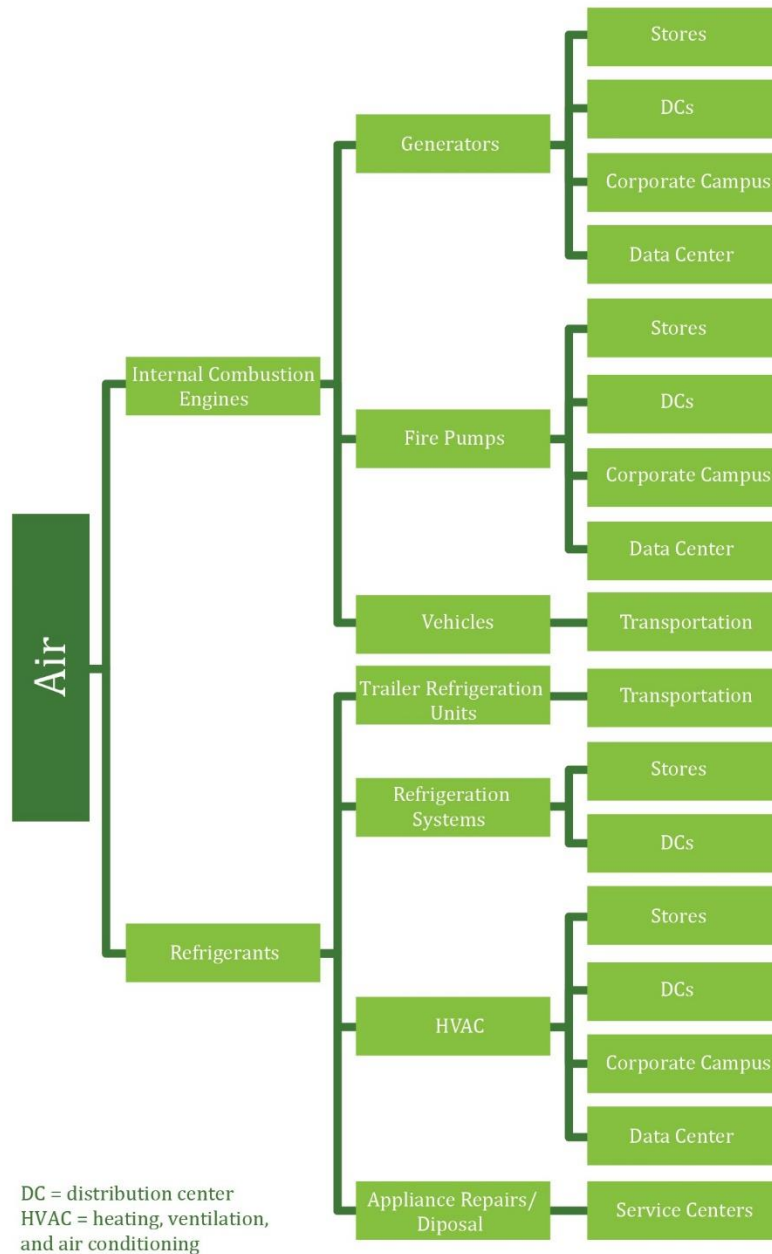 Air
Internal Combustion
Engines
Generators
Stores
DCs
Corporate Campus
Data Center
Fire Pumps
Stores
DCs
Corporate Campus
Data Center
Vehicles
Transportation
Refrigerants
Trailer Refrigeration
Units
Transportation
Refrigeration
Systems
Stores
DCs
HVAC
Stores
DCs
Corporate Campus
Data Center
Appliance Repairs/
Diposal
Service Centers
DC = distribution center
HVAC = heating, ventilation,
and air conditioning